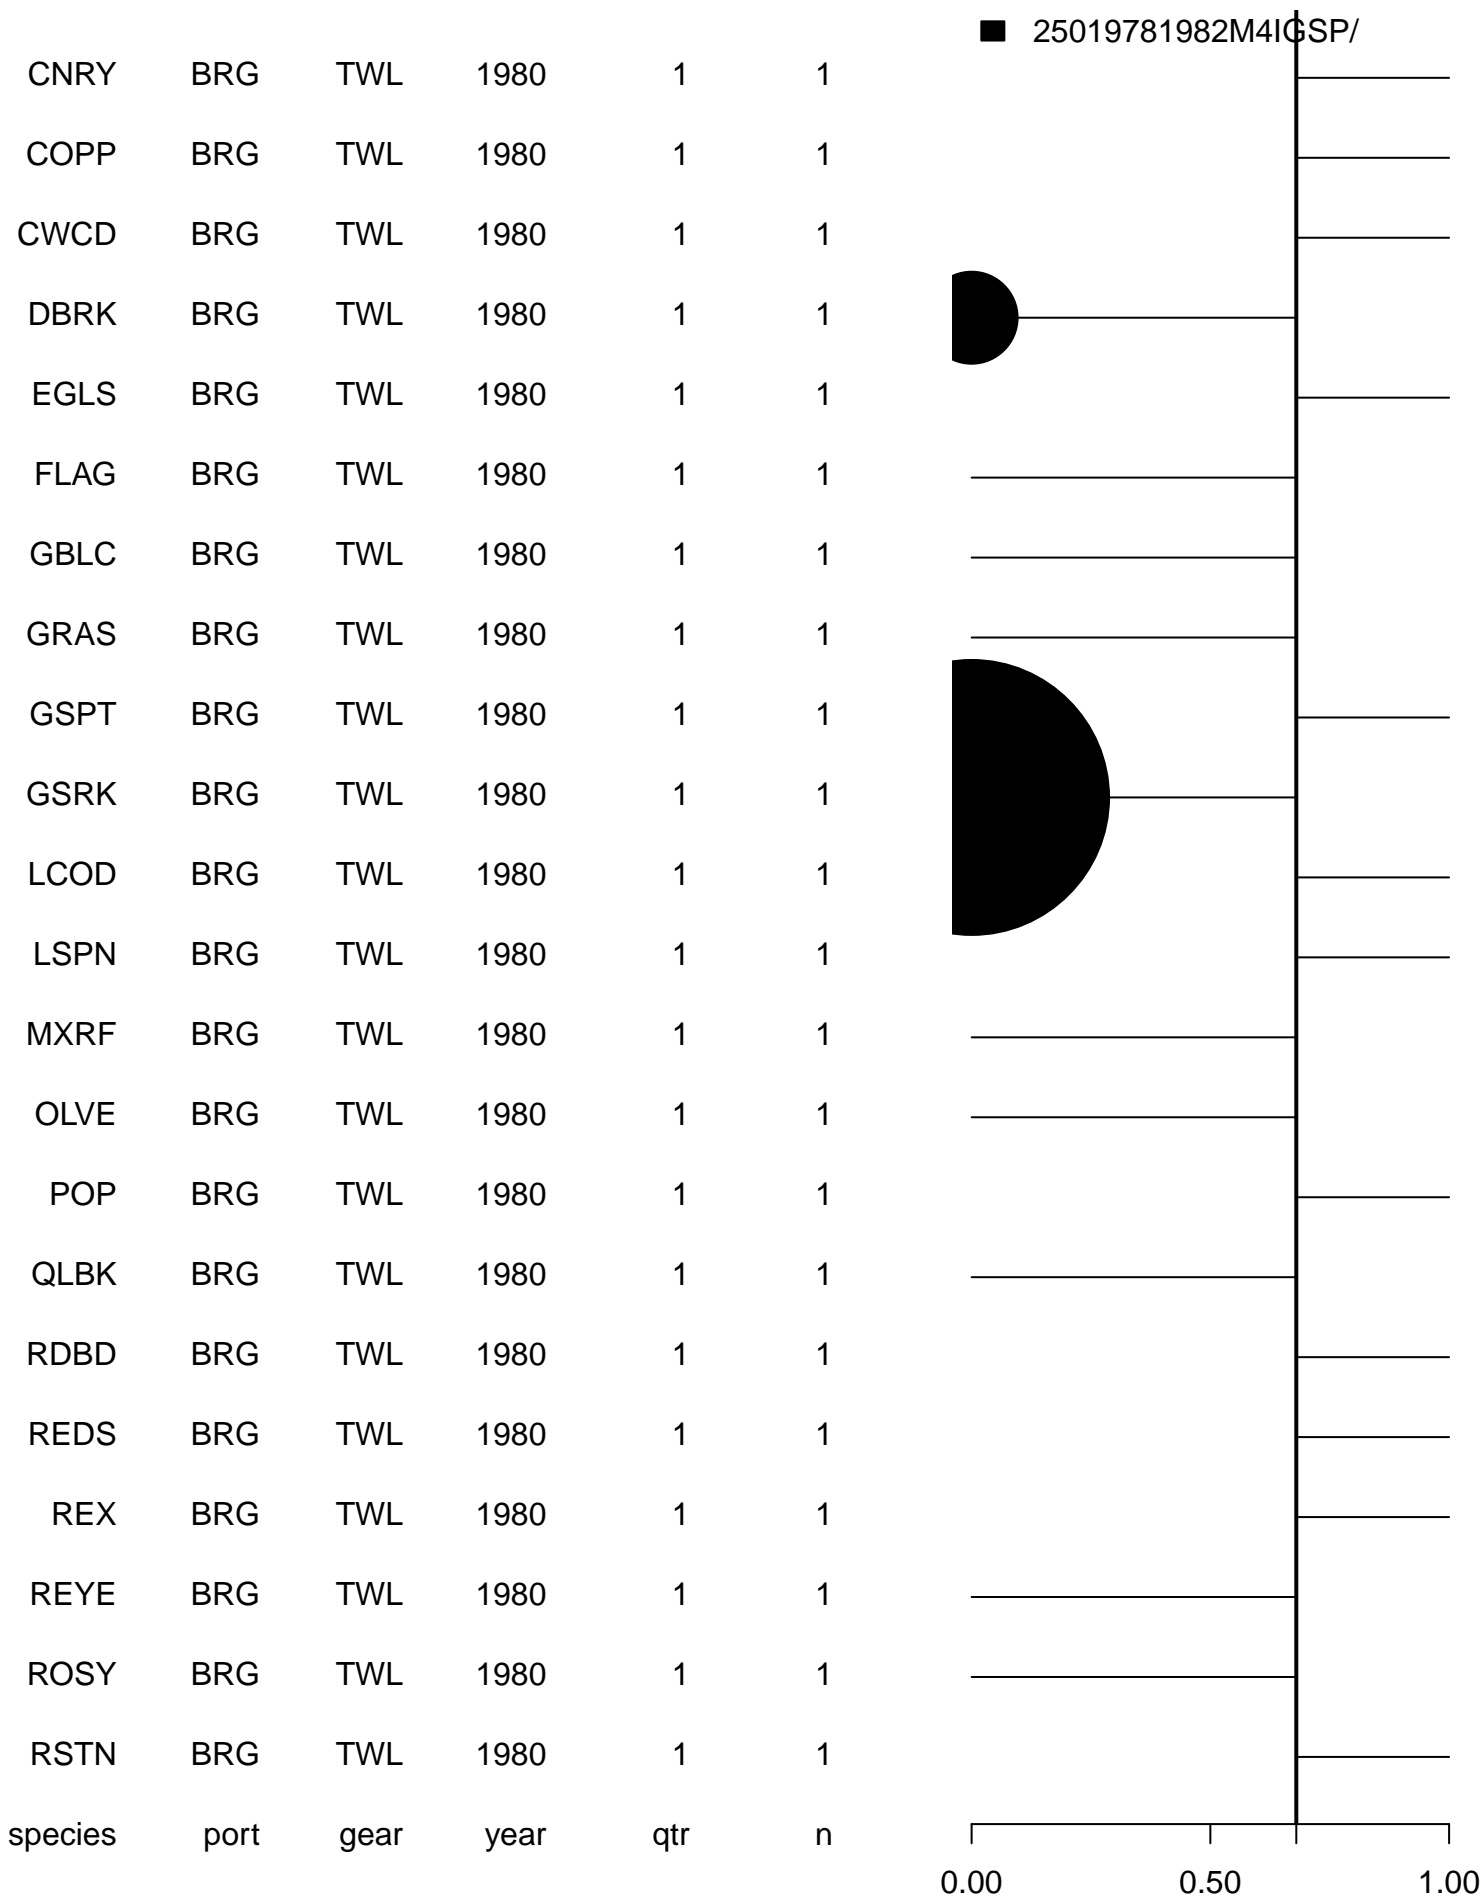 25019781982M4IGSP/
CNRY BRG TWL 1980 1 1
COPP BRG TWL 1980 1 1
CWCD BRG TWL 1980 1 1
DBRK BRG TWL 1980 1 1
EGLS BRG TWL 1980 1 1
FLAG BRG TWL 1980 1 1
GBLC BRG TWL 1980 1 1
GRAS BRG TWL 1980 1 1
GSPT BRG TWL 1980 1 1
GSRK BRG TWL 1980 1 1
LCOD BRG TWL 1980 1 1
LSPN BRG TWL 1980 1 1
MXRF BRG TWL 1980 1 1
OLVE BRG TWL 1980 1 1
POP BRG TWL 1980 1 1
QLBK BRG TWL 1980 1 1
RDBD BRG TWL 1980 1 1
REDS BRG TWL 1980 1 1
REX BRG TWL 1980 1 1
REYE BRG TWL 1980 1 1
ROSY BRG TWL 1980 1 1
RSTN BRG TWL 1980 1 1
species port gear year qtr n
0.00 0.50 1.00